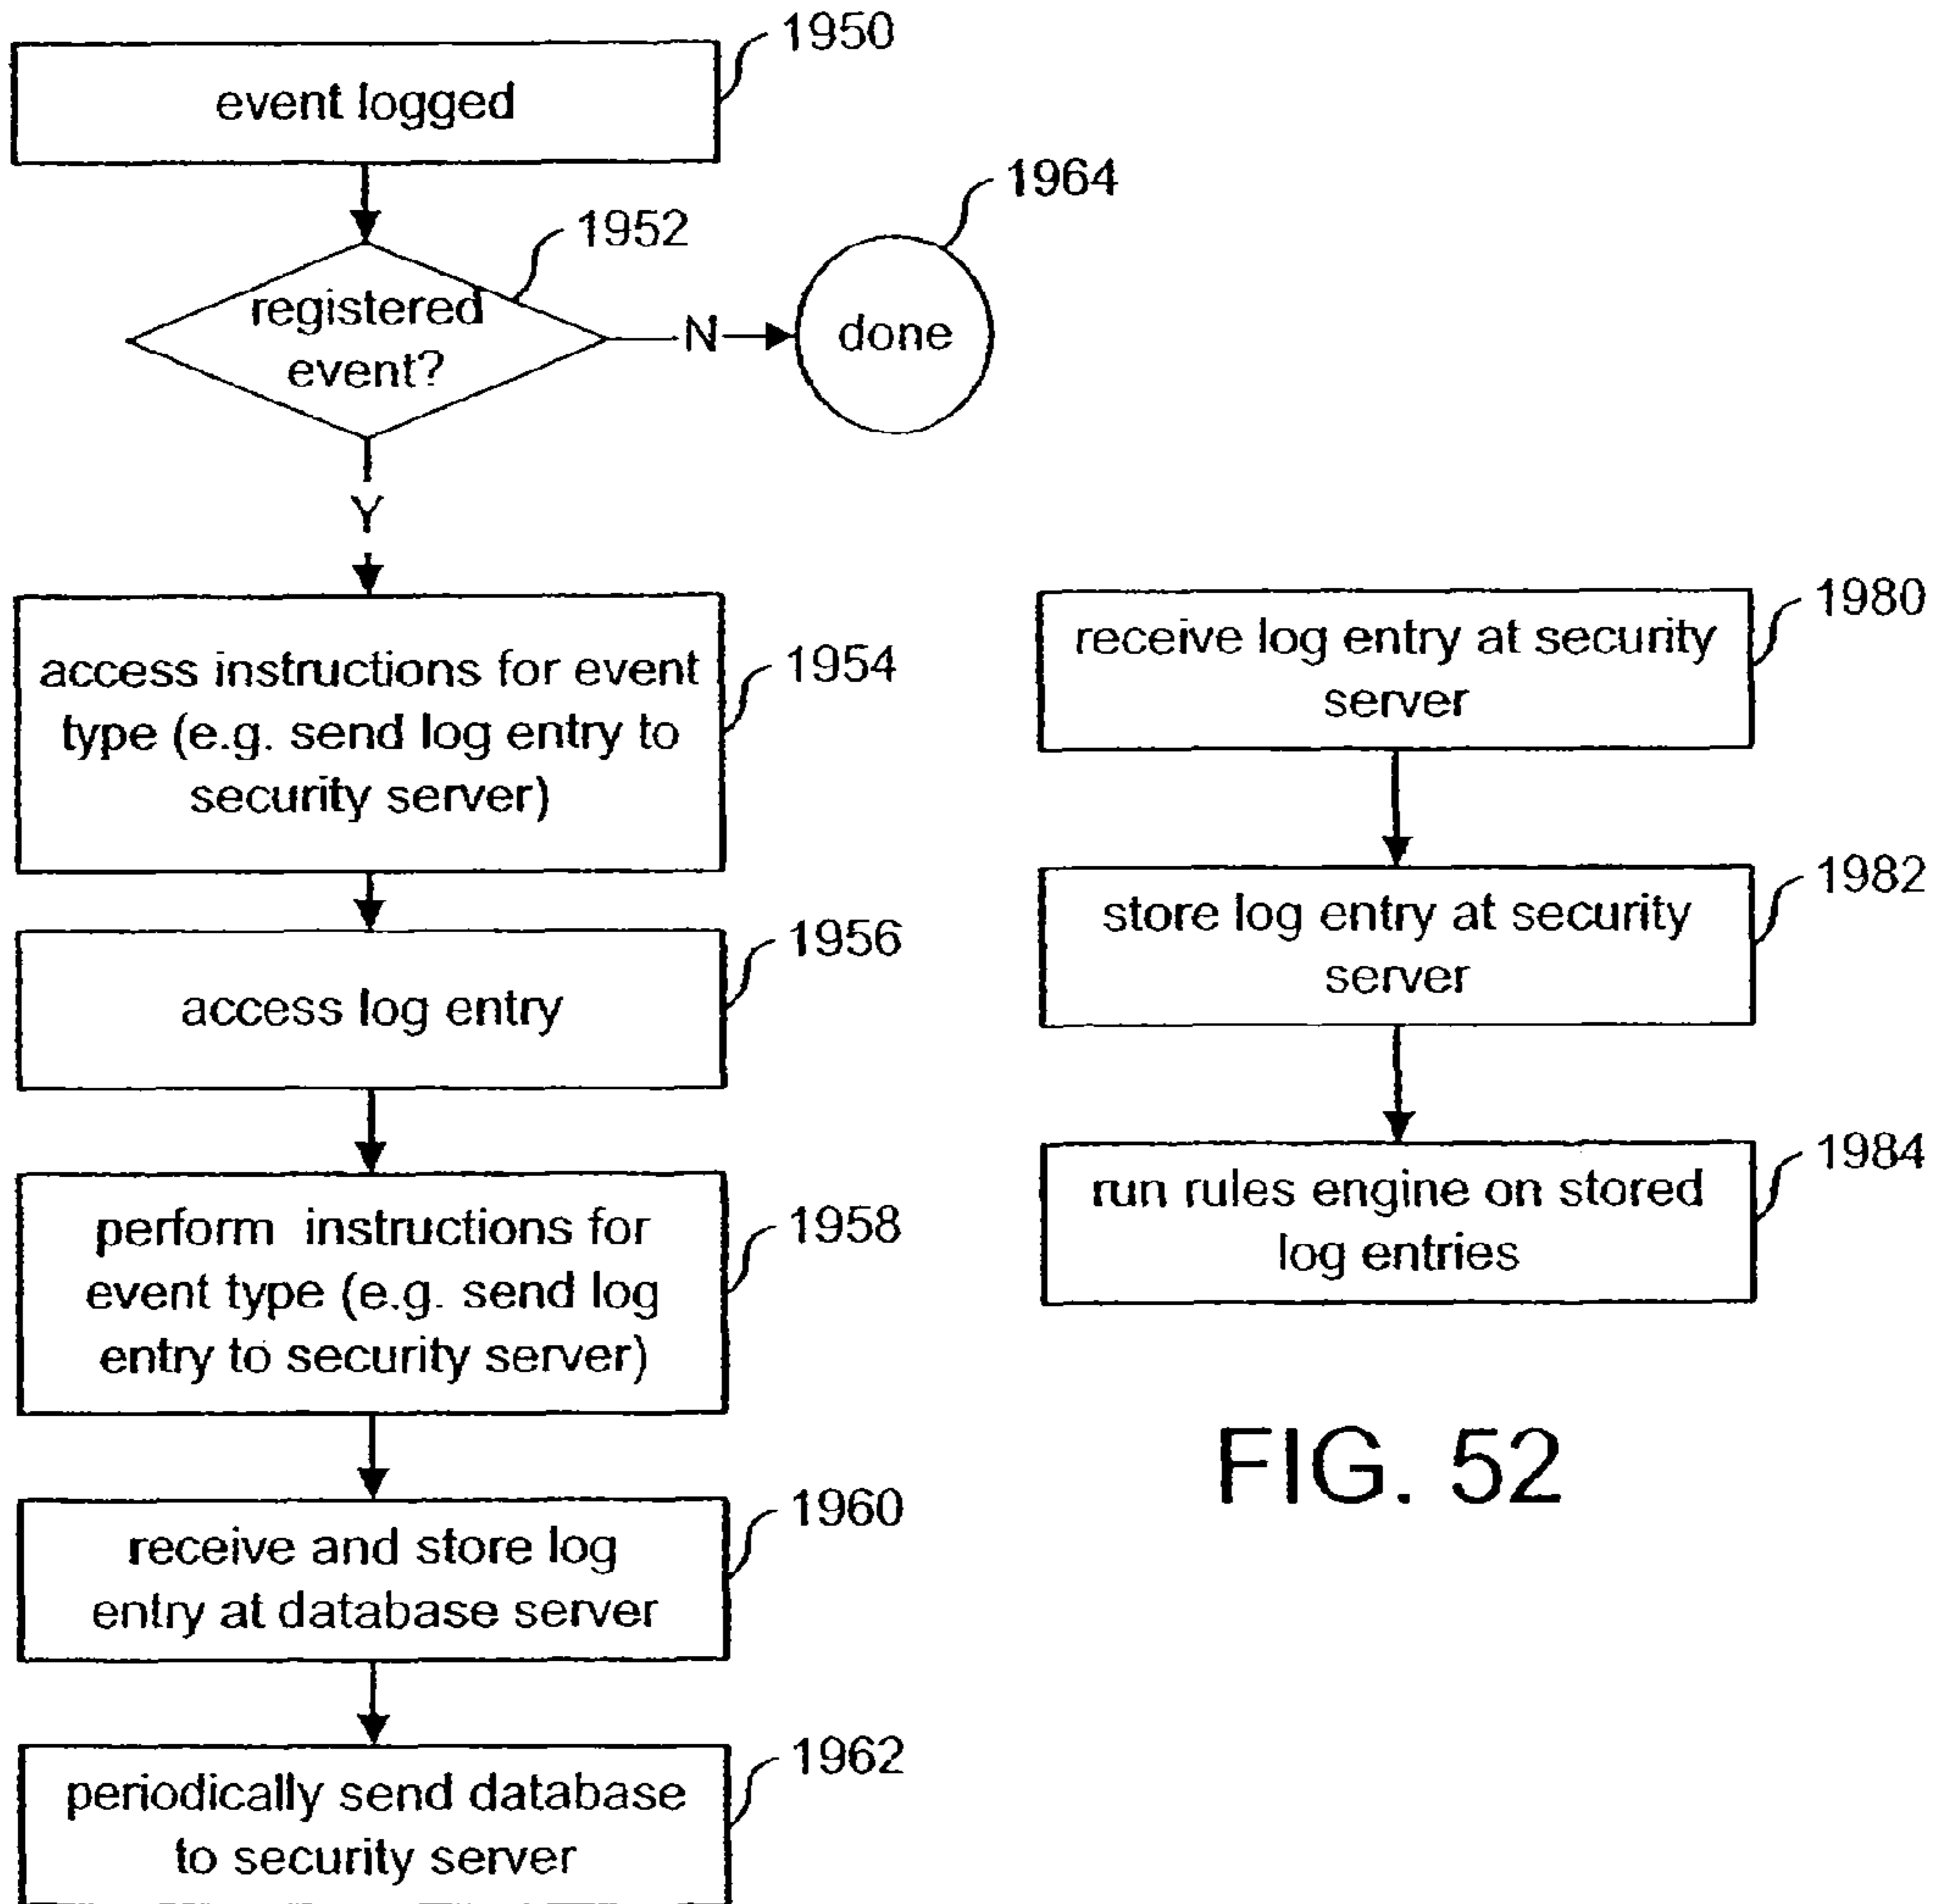 1950
event logged
1964
1952
registered
event?
N
done
Y
1954
access instructions for event
type (e.g. send log entry to
security server)
1956
access log entry
1958
perform instructions for
event type (e.g. send log
entry to security server)
1960
receive and store log
entry at database server
1962
periodically send database
to security server
1980
receive log entry at security
server
1982
store log entry at security
server
1984
run rules engine on stored
log entries
FIG. 52